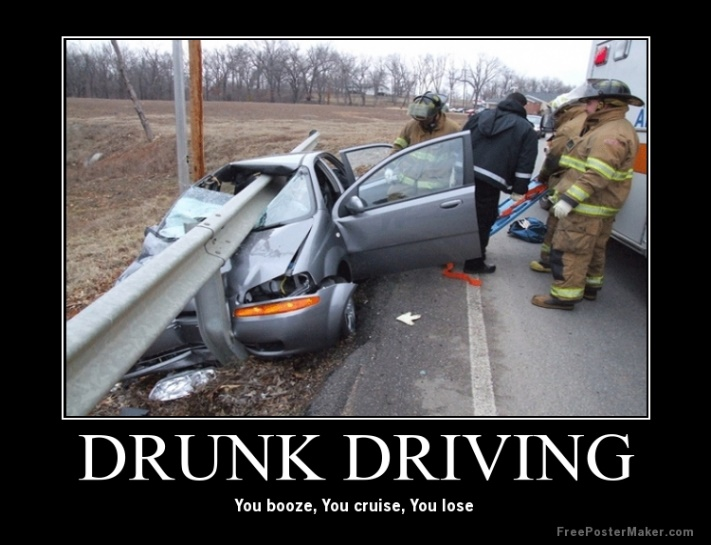 DRUNK DRIVING
You booze, You cruise, You lose
FreePosterMaker.com